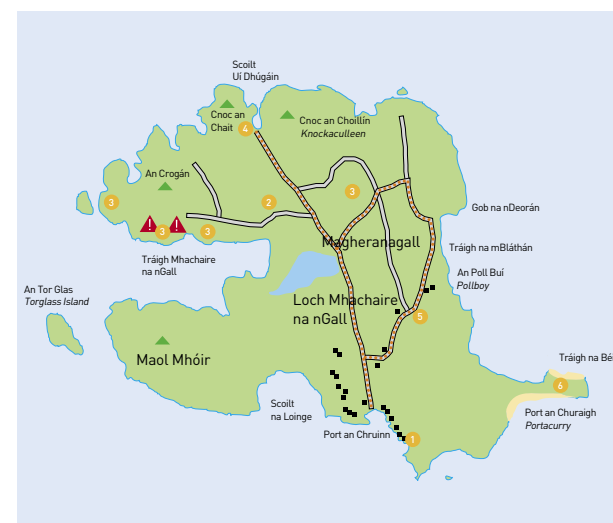 Scoilt
Uí Dhúgáin
Cnoc an
Chait
4
Cnoc an Choillín
Knockaculleen
An Crogán
3
2
3
Gob na nDeorán
!
!
3
3
Magheranagall
Tráigh na mBláthán
Tráigh Mhachaire
na nGall
An Poll Buí
Pollboy
An Tor Glas
Torglass Island
Loch Mhachaire
na nGall
5
Maol Mhóir
Tráigh na Bé
6
Scoilt
na Loinge
Port an Churaigh
Portacurry
Port an Chruinn
1